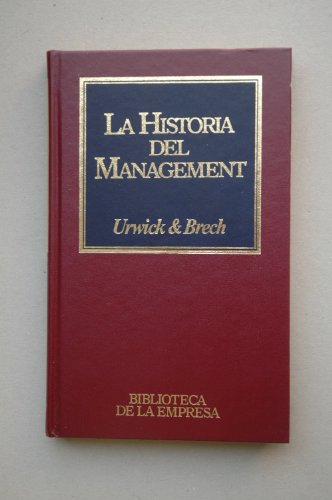 LA HISTORIA
DEL
MANAGEMENT
Urwick & Brech
BIBLIOTECA
DE LA EMPRESA